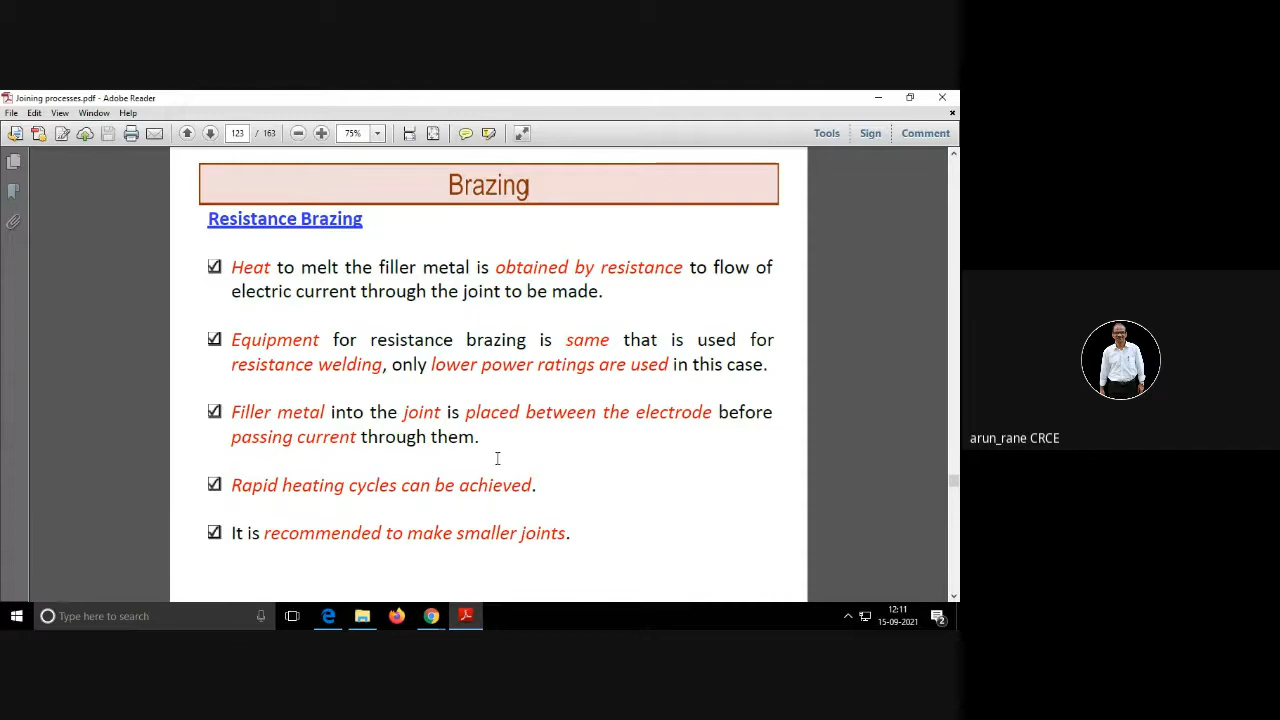 Joining processes.pdf - Adobe Reader
File Edit View Window Help
123 / 163 75% Tools Sign Comment
Brazing
Resistance Brazing
Heat to melt the filler metal is obtained by resistance to flow of
electric current through the joint to be made.
Equipment for resistance brazing is same that is used for
resistance welding, only lower power ratings are used in this case.
Filler metal into the joint is placed between the electrode before
passing current through them.
Rapid heating cycles can be achieved.
It is recommended to make smaller joints.
arun_rane CRCE
Type here to search
12:11
15-09-2021
2